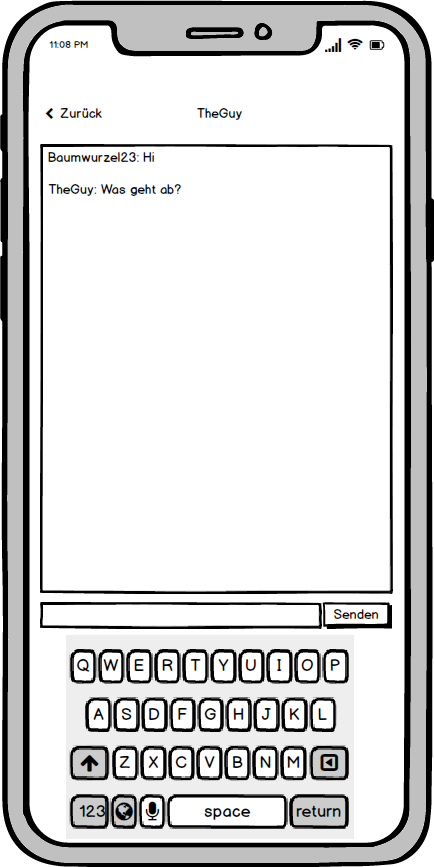 11:08 PM
Zurück TheGuy
Baumwurzel23: Hi
TheGuy: Was geht ab?
Senden
Q W E R T Y U I O P
A S D F G H J K L
Z X C V B N M
123 space return